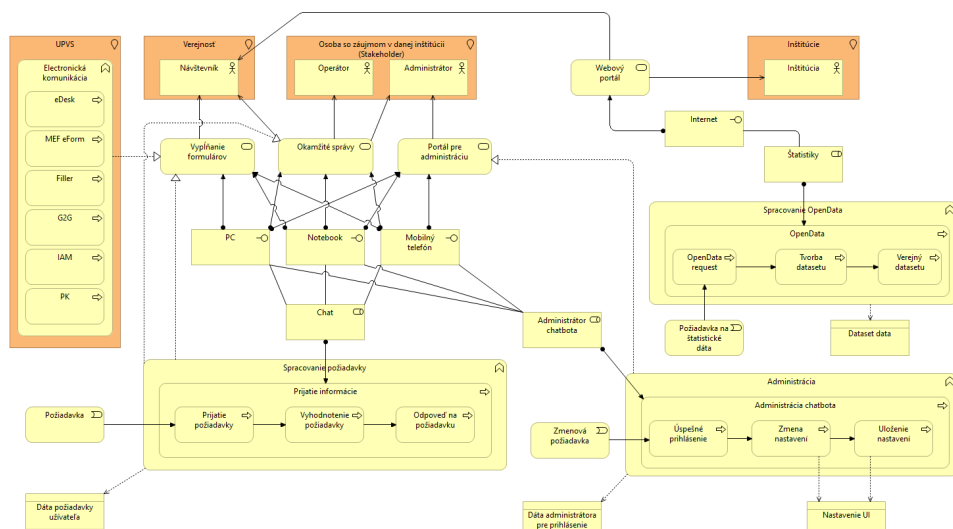 UPVS
Verejnosť
Osoba so záujmom v danej inštitúcii
(Stakeholder)
Inštitúcie
Elektronická
komunikácia
Návštevník
Operátor
Administrátor
Webový
portál
Inštitúcia
eDesk
MEF eForm
Filler
G2G
IAM
PK
Internet
Vypĺňanie
formulárov
Okamžité správy
Portál pre
administráciu
Štatistiky
Spracovanie OpenData
OpenData
OpenData
request
Tvorba
datasetu
Verejný
datasetu
PC
Notebook
Mobilný
telefón
Chat
Administrátor
chatbota
Požiadavka na
štatistické
dáta
Dataset data
Spracovanie požiadavky
Prijatie informácie
Požiadavka
Prijatie
požiadavky
Vyhodnotenie
požiadavky
Odpoveď na
požiadavku
Administrácia
Administrácia chatbota
Zmenová
požiadavka
Úspešné
prihlásenie
Zmena
nastavení
Uloženie
nastavení
Dáta požiadavky
užívateľa
Dáta administrátora
pre prihlásenie
Nastavenie UI